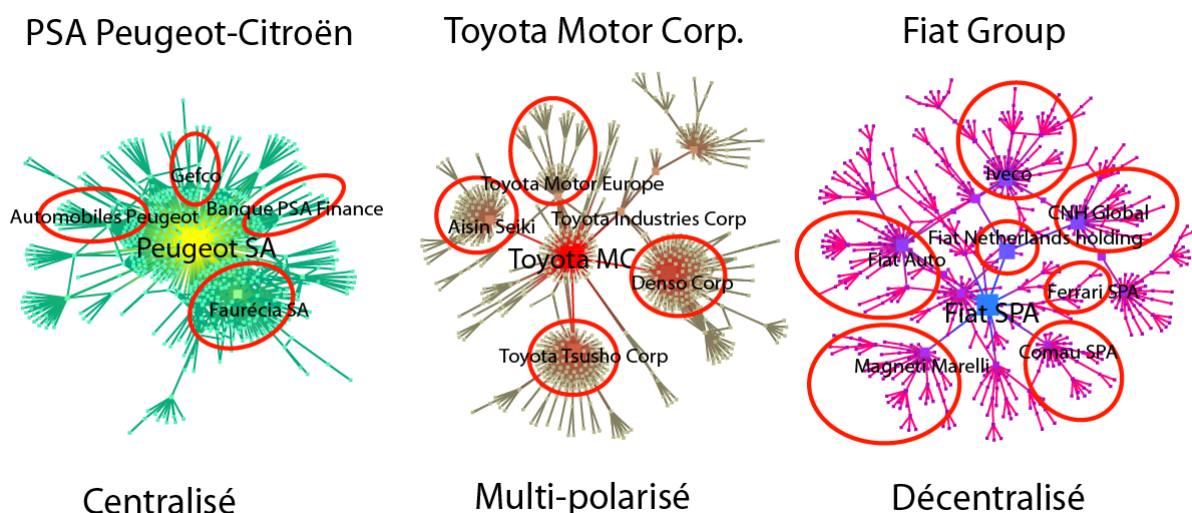 PSA Peugeot-Citroën
Toyota Motor Corp.
Fiat Group
Gefco
Automobiles Peugeot
Banque PSA Finance
Peugeot SA
Faurécia SA
Toyota Motor Europe
Aisin Seiki
Toyota Industries Corp
Toyota MC
Denso Corp
Toyota Tsusho Corp
Iveco
CNH Global
Fiat Netherlands holding
Fiat Auto
Ferrari SPA
Fiat SPA
Comau SPA
Magneti Marelli
Centralisé
Multi-polarisé
Décentralisé